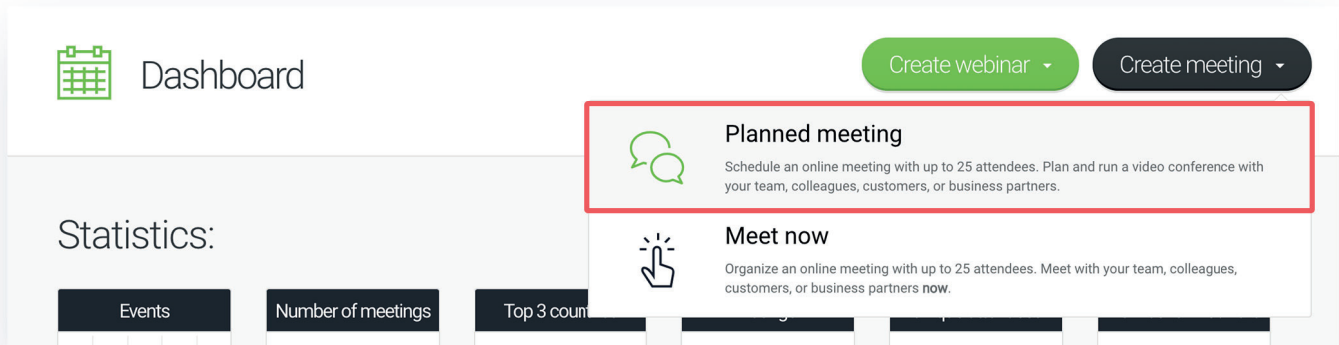 Dashboard
Create webinar
Create meeting
Planned meeting
Schedule an online meeting with up to 25 attendees. Plan and run a video conference with
your team, colleagues, customers, or business partners.
Meet now
Organize an online meeting with up to 25 attendees. Meet with your team, colleagues,
customers, or business partners now.
Statistics:
Events
Number of meetings
Top 3